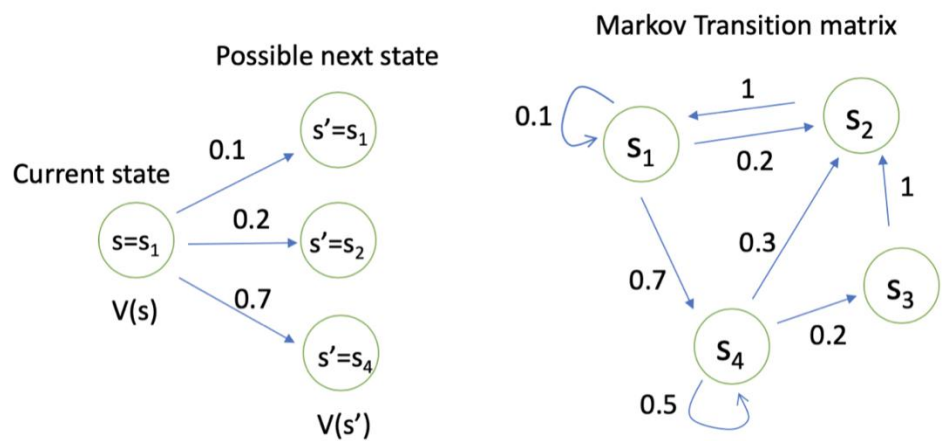 Markov Transition matrix
Possible next state
Current state
s=s₁
V(s)
0.1
0.2
0.7
s'=s₁
s'=s₂
s'=s₄
V(s')
0.1
S₁
1
0.2
S₂
0.7
0.3
1
S₃
S₄
0.2
0.5